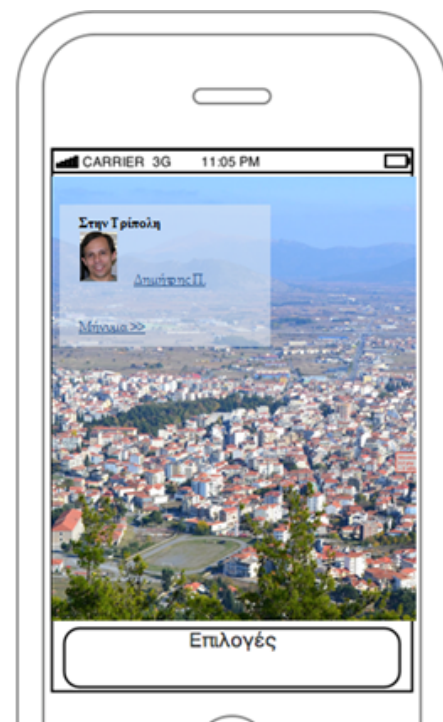 CARRIER 3G 11:05 PM
Στην Τρίπολη
Δημήτρης Π.
Μήνυμα >>
Επιλογές